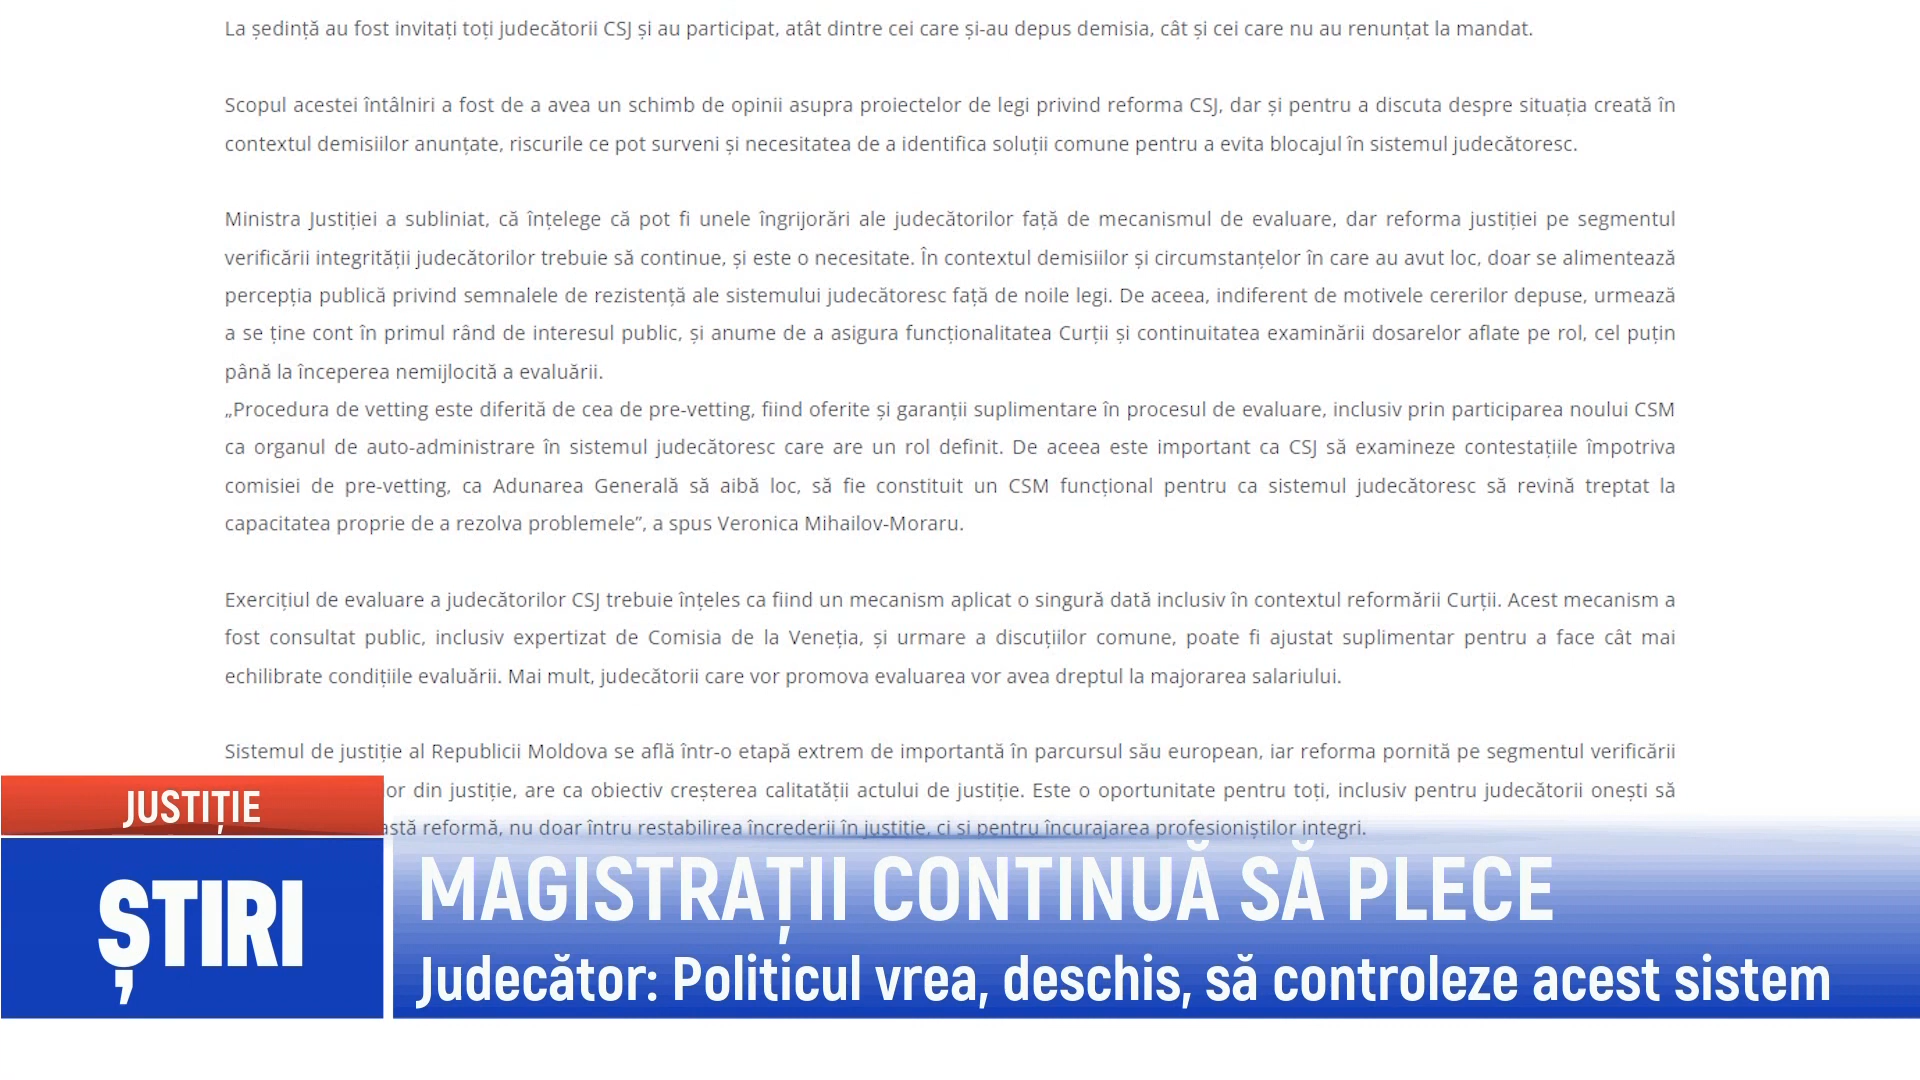 La ședință au fost invitați toți judecătorii CSJ și au participat, atât dintre cei care și-au depus demisia, cât și cei care nu au renunțat la mandat.
Scopul acestei întâlniri a fost de a avea un schimb de opinii asupra proiectelor de legi privind reforma CSJ, dar și pentru a discuta despre situația creată în
contextul demisiilor anunțate, riscurile ce pot surveni și necesitatea de a identifica soluții comune pentru a evita blocajul în sistemul judecătoresc.
Ministra Justiției a subliniat, că înțelege că pot fi unele îngrijorări ale judecătorilor față de mecanismul de evaluare, dar reforma justiției pe segmentul
verificării integrității judecătorilor trebuie să continue, și este o necesitate. În contextul demisiilor și circumstanțelor în care au avut loc, doar se alimentează
percepția publică privind semnalele de rezistență ale sistemului judecătoresc față de noile legi. De aceea, indiferent de motivele cererilor depuse, urmează
a se ține cont în primul rând de interesul public, și anume de a asigura funcționalitatea Curții și continuitatea examinării dosarelor aflate pe rol, cel puțin
până la începerea nemijlocită a evaluării.
„Procedura de vetting este diferită de cea de pre-vetting, fiind oferite și garanții suplimentare în procesul de evaluare, inclusiv prin participarea noului CSM
ca organul de auto-administrare în sistemul judecătoresc care are un rol definit. De aceea este important ca CSJ să examineze contestațiile împotriva
comisiei de pre-vetting, ca Adunarea Generală să aibă loc, să fie constituit un CSM funcțional pentru ca sistemul judecătoresc să revină treptat la
capacitatea proprie de a rezolva problemele”, a spus Veronica Mihailov-Moraru.
Exercițiul de evaluare a judecătorilor CSJ trebuie înțeles ca fiind un mecanism aplicat o singură dată inclusiv în contextul reformării Curții. Acest mecanism a
fost consultat public, inclusiv expertizat de Comisia de la Veneția, și urmare a discuțiilor comune, poate fi ajustat suplimentar pentru a face cât mai
echilibrate condițiile evaluării. Mai mult, judecătorii care vor promova evaluarea vor avea dreptul la majorarea salariului.
Sistemul de justiție al Republicii Moldova se află într-o etapă extrem de importantă în parcursul său european, iar reforma pornită pe segmentul verificării
or din justiție, are ca obiectiv creșterea calitatății actului de justiție. Este o oportunitate pentru toți, inclusiv pentru judecătorii onești să
astă reformă, nu doar întru restabilirea încrederii în justiție, ci și pentru încurajarea profesioniștilor integri.
JUSTIȚIE
ȘTIRI
MAGISTRAȚII CONTINUĂ SĂ PLECE
Judecător: Politicul vrea, deschis, să controleze acest sistem